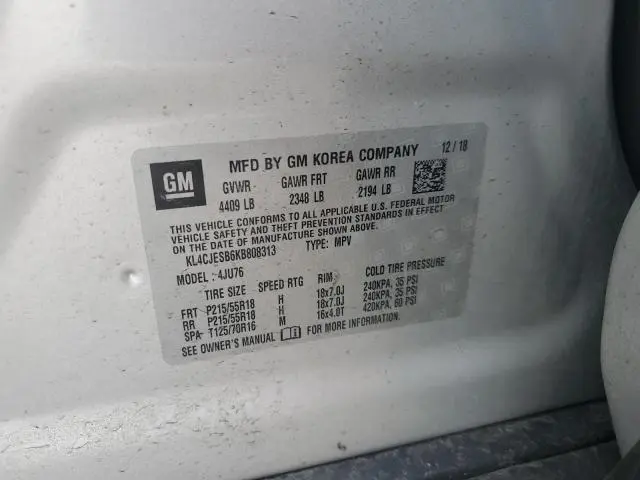 GM
MFD BY GM KOREA COMPANY 12 / 18
GVWR GAWR FRT GAWR RR
4409 LB 2348 LB 2194 LB
THIS VEHICLE CONFORMS TO ALL APPLICABLE U.S. FEDERAL MOTOR
VEHICLE SAFETY AND THEFT PREVENTION STANDARDS IN EFFECT
ON THE DATE OF MANUFACTURE SHOWN ABOVE.
KL4CJESB6KB808313 TYPE: MPV
MODEL: 4JU76
TIRE SIZE SPEED RTG RIM COLD TIRE PRESSURE
FRT P215/55R18 H 18x7.0J 240KPA, 35 PSI
RR P215/55R18 H 18x7.0J 240KPA, 35 PSI
SPA T125/70R16 M 16x4.0T 420KPA, 60 PSI
SEE OWNER'S MANUAL FOR MORE INFORMATION.